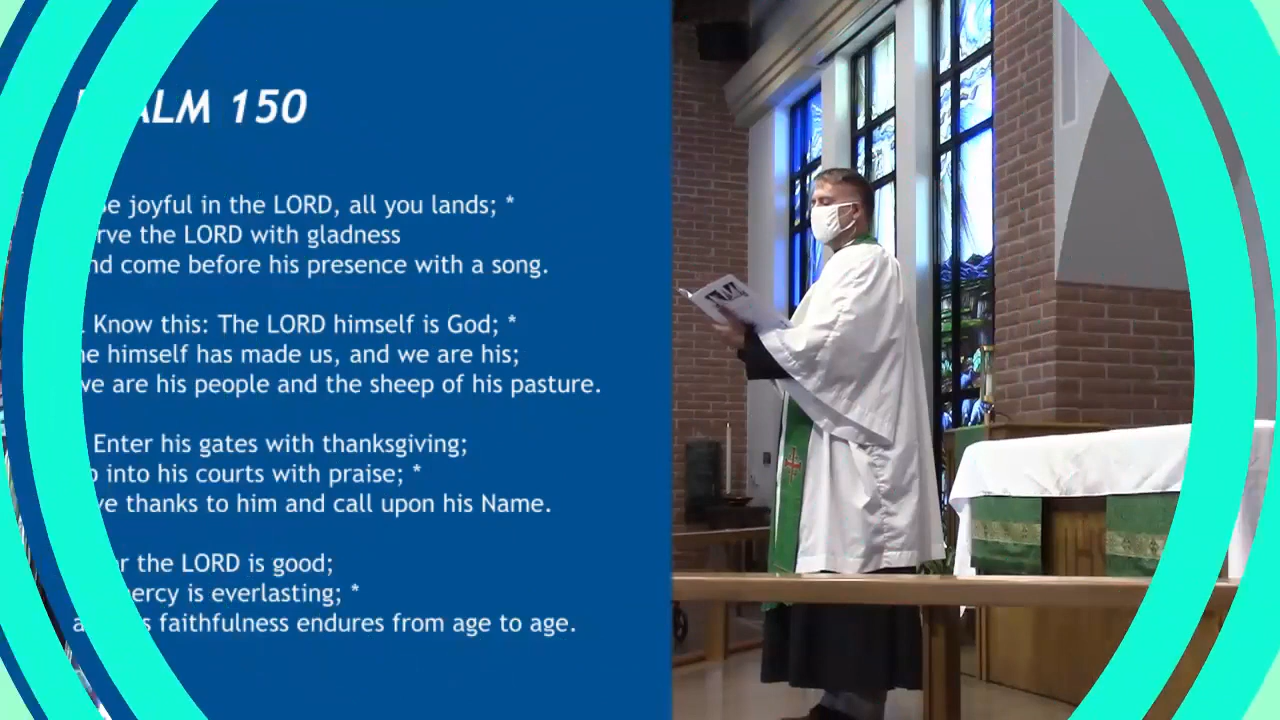 ALM 150
e joyful in the LORD, all you lands; *
rve the LORD with gladness
nd come before his presence with a song.
Know this: The LORD himself is God; *
he himself has made us, and we are his;
we are his people and the sheep of his pasture.
Enter his gates with thanksgiving;
o into his courts with praise; *
ve thanks to him and call upon his Name.
r the LORD is good;
ercy is everlasting; *
a s faithfulness endures from age to age.